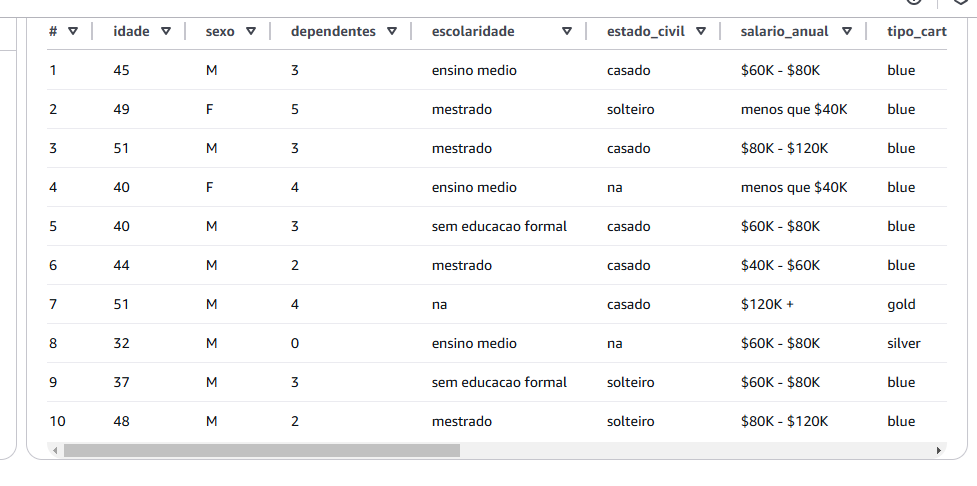 # idade sexo dependentes escolaridade estado_civil salario_anual tipo_cart
1 45 M 3 ensino medio casado $60K - $80K blue
2 49 F 5 mestrado solteiro menos que $40K blue
3 51 M 3 mestrado casado $80K - $120K blue
4 40 F 4 ensino medio na menos que $40K blue
5 40 M 3 sem educacao formal casado $60K - $80K blue
6 44 M 2 mestrado casado $40K - $60K blue
7 51 M 4 na casado $120K + gold
8 32 M 0 ensino medio na $60K - $80K silver
9 37 M 3 sem educacao formal solteiro $60K - $80K blue
10 48 M 2 mestrado solteiro $80K - $120K blue